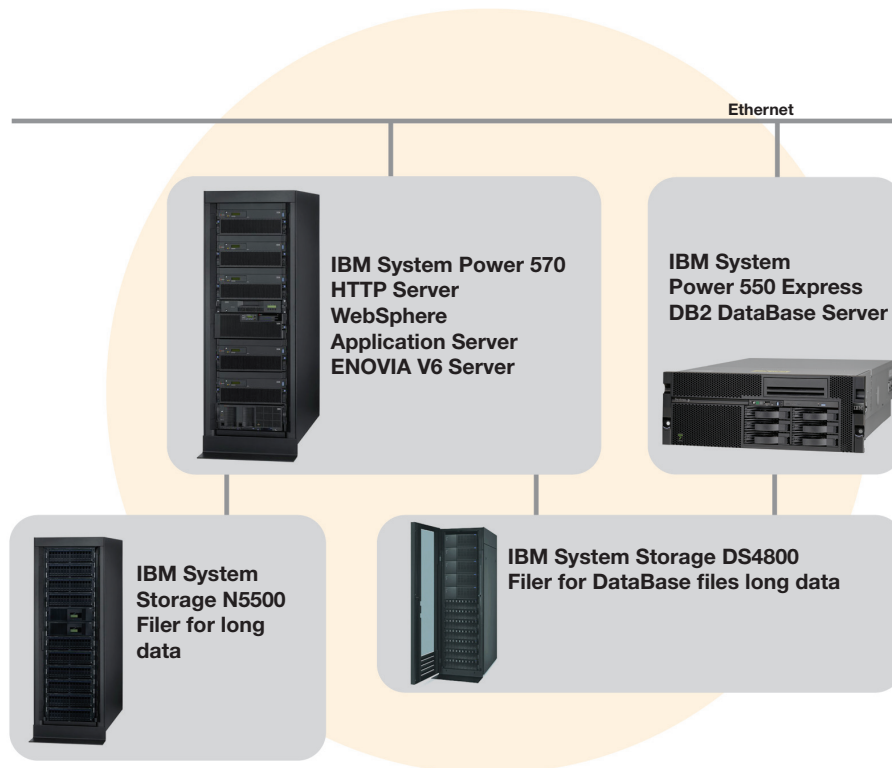 Ethernet
IBM System Power 570
HTTP Server
WebSphere
Application Server
ENOVIA V6 Server
IBM System
Power 550 Express
DB2 DataBase Server
IBM System
Storage N5500
Filer for long
data
IBM System Storage DS4800
Filer for DataBase files long data